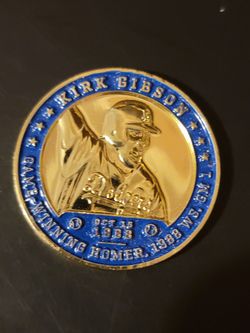 KIRK GIBSON
Dodgers
OCT 15
1988
GAME-WINNING HOMER, 1988 WS, GM 1